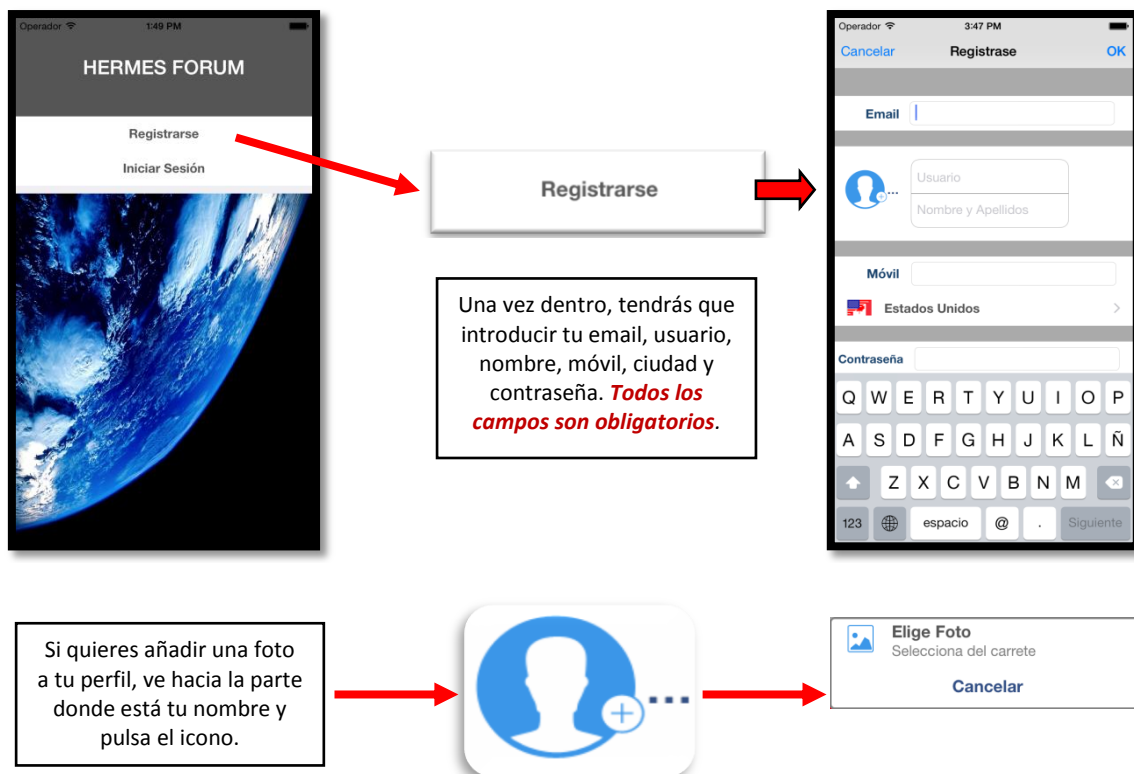 Operador 1:49 PM
HERMES FORUM
Registrarse
Iniciar Sesión
Registrarse
Una vez dentro, tendrás que
introducir tu email, usuario,
nombre, móvil, ciudad y
contraseña. Todos los
campos son obligatorios.
Operador 3:47 PM
Cancelar Registrase OK
Email
Usuario
Nombre y Apellidos
Móvil
Estados Unidos
Contraseña
Q W E R T Y U I O P
A S D F G H J K L Ñ
Z X C V B N M
123 espacio @ . Siguiente
Si quieres añadir una foto
a tu perfil, ve hacia la parte
donde está tu nombre y
pulsa el icono.
Elige Foto
Selecciona del carrete
Cancelar